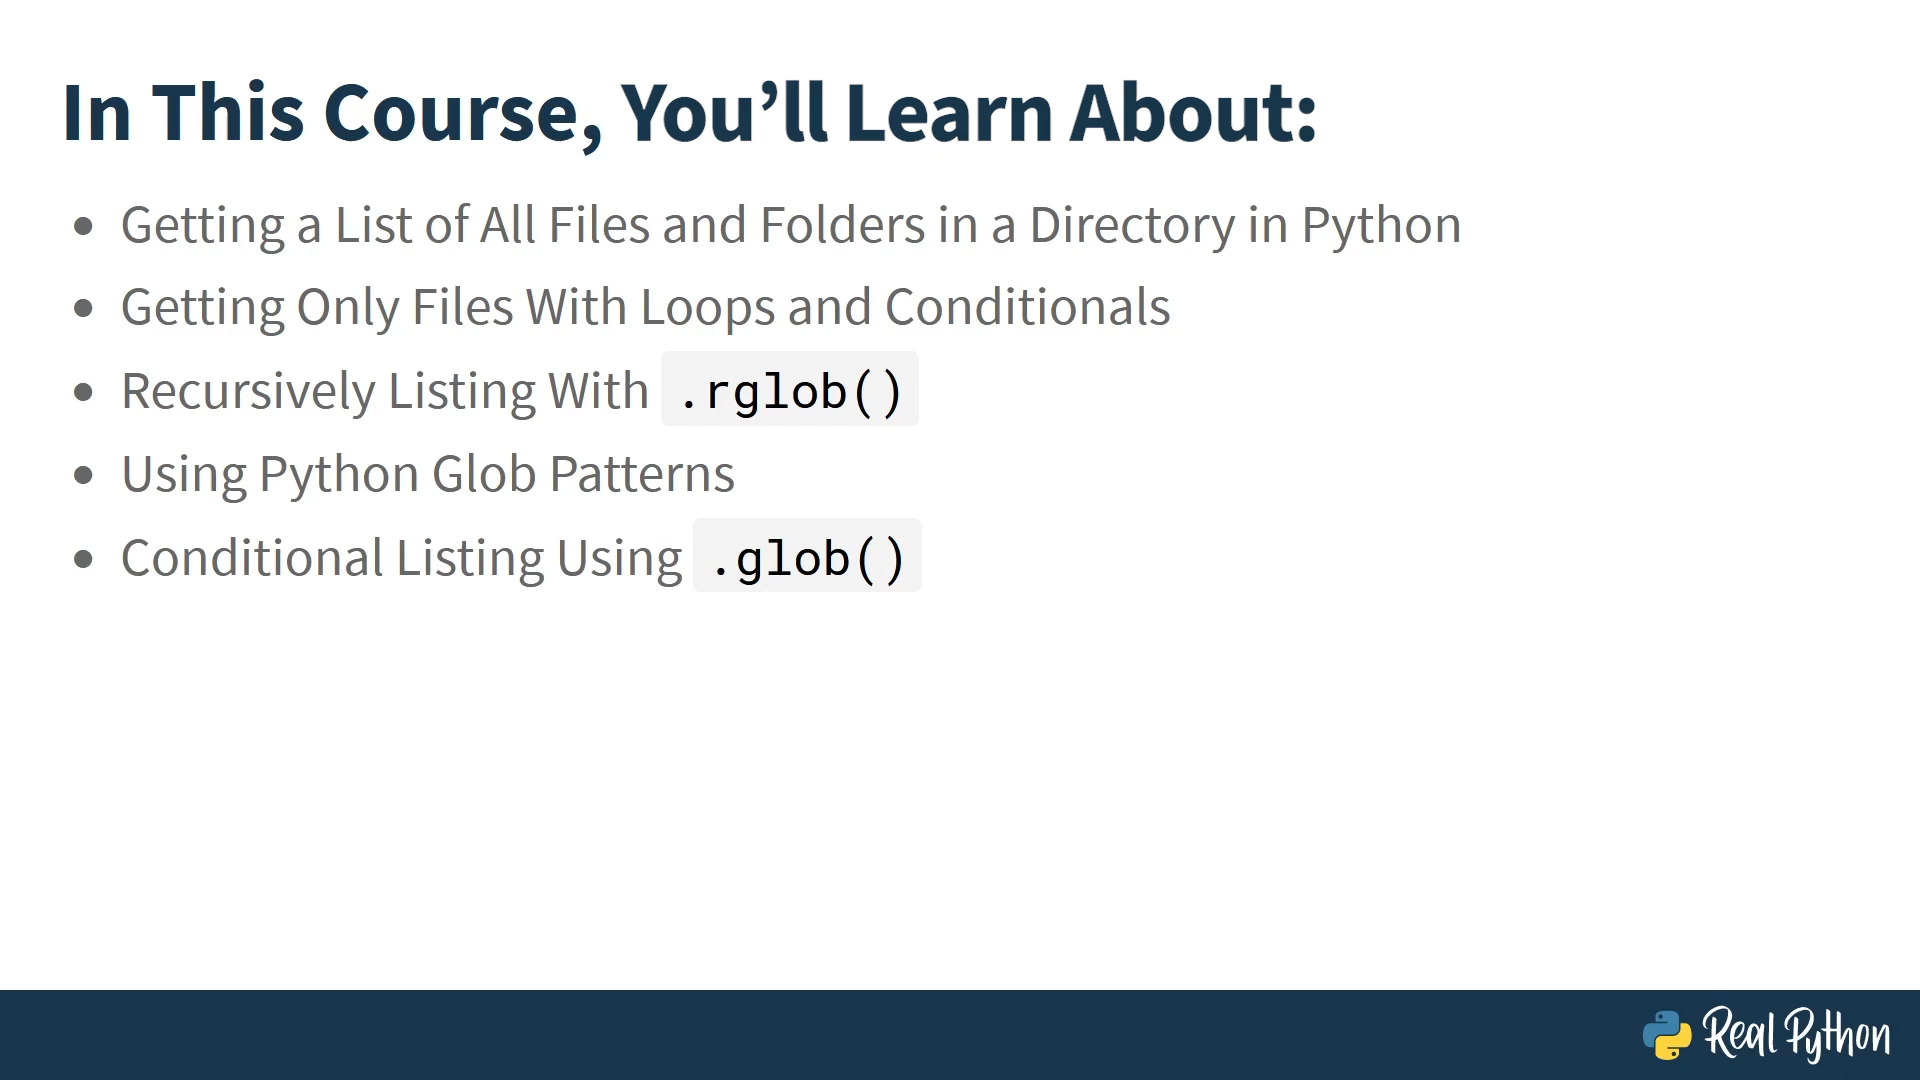 In This Course, You’ll Learn About:
• Getting a List of All Files and Folders in a Directory in Python
• Getting Only Files With Loops and Conditionals
• Recursively Listing With .rglob()
• Using Python Glob Patterns
• Conditional Listing Using .glob()
Real Python